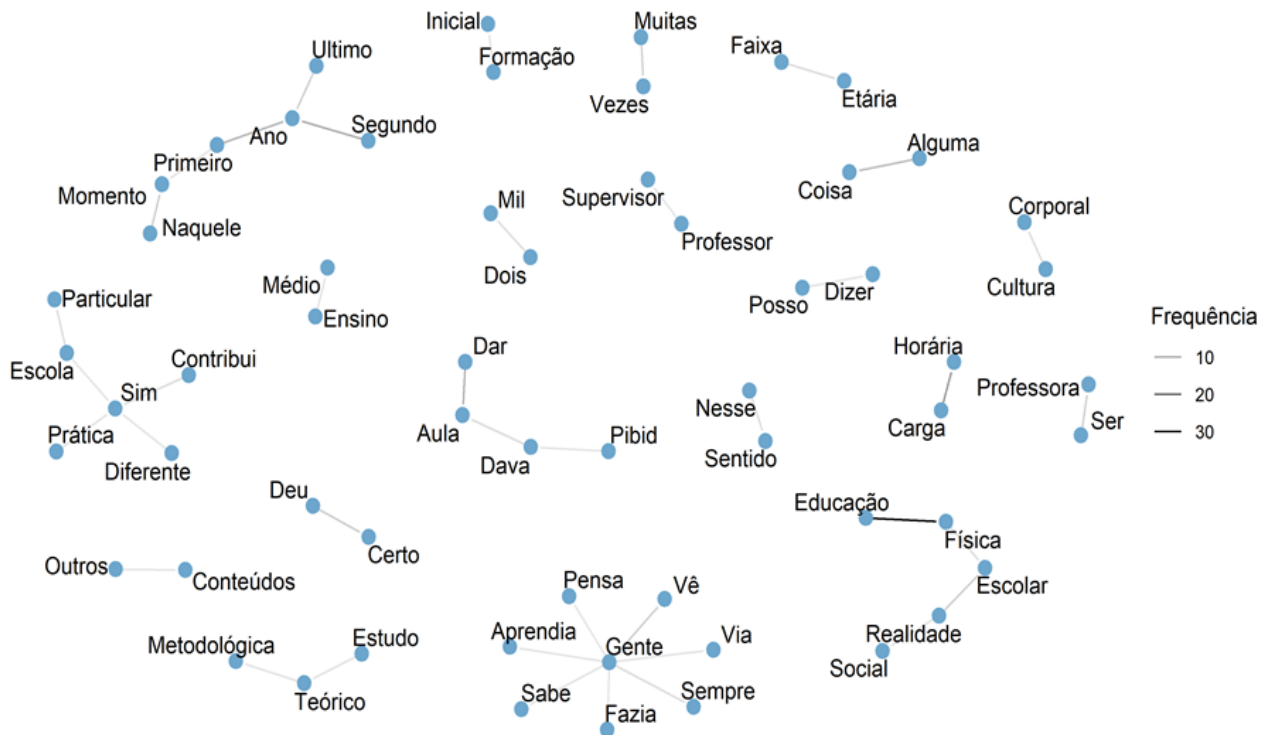 Inicial
Formação
Muitas
Vezes
Faixa
Etária
Ultimo
Ano
Segundo
Primeiro
Momento
Naquele
Alguma
Coisa
Supervisor
Professor
Mil
Dois
Corporal
Cultura
Médio
Ensino
Posso
Dizer
Particular
Escola
Contribui
Sim
Prática
Diferente
Dar
Aula
Dava
Pibid
Nesse
Sentido
Horária
Carga
Professora
Ser
Frequência
10
20
30
Deu
Certo
Educação
Física
Escolar
Realidade
Social
Outros
Conteúdos
Metodológica
Estudo
Teórico
Pensa
Vê
Aprendia
Gente
Via
Sabe
Fazia
Sempre